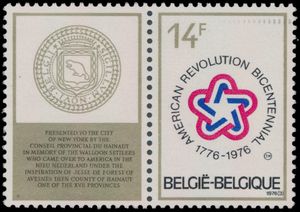 PRESENTED TO THE CITY
OF NEW YORK BY THE
CONSEIL PROVINCIAL DU HAINAUT
IN MEMORY OF THE WALLOON SETTLERS
WHO CAME OVER TO AMERICA IN THE
NIEU NEDERLAND UNDER THE
INSPIRATION OF JESSE DE FOREST OF
AVESNES THEN COUNTY OF HAINAUT
ONE OF THE XVII PROVINCES
14F
AMERICAN REVOLUTION BICENTENNIAL
1776-1976
BELGIË-BELGIQUE